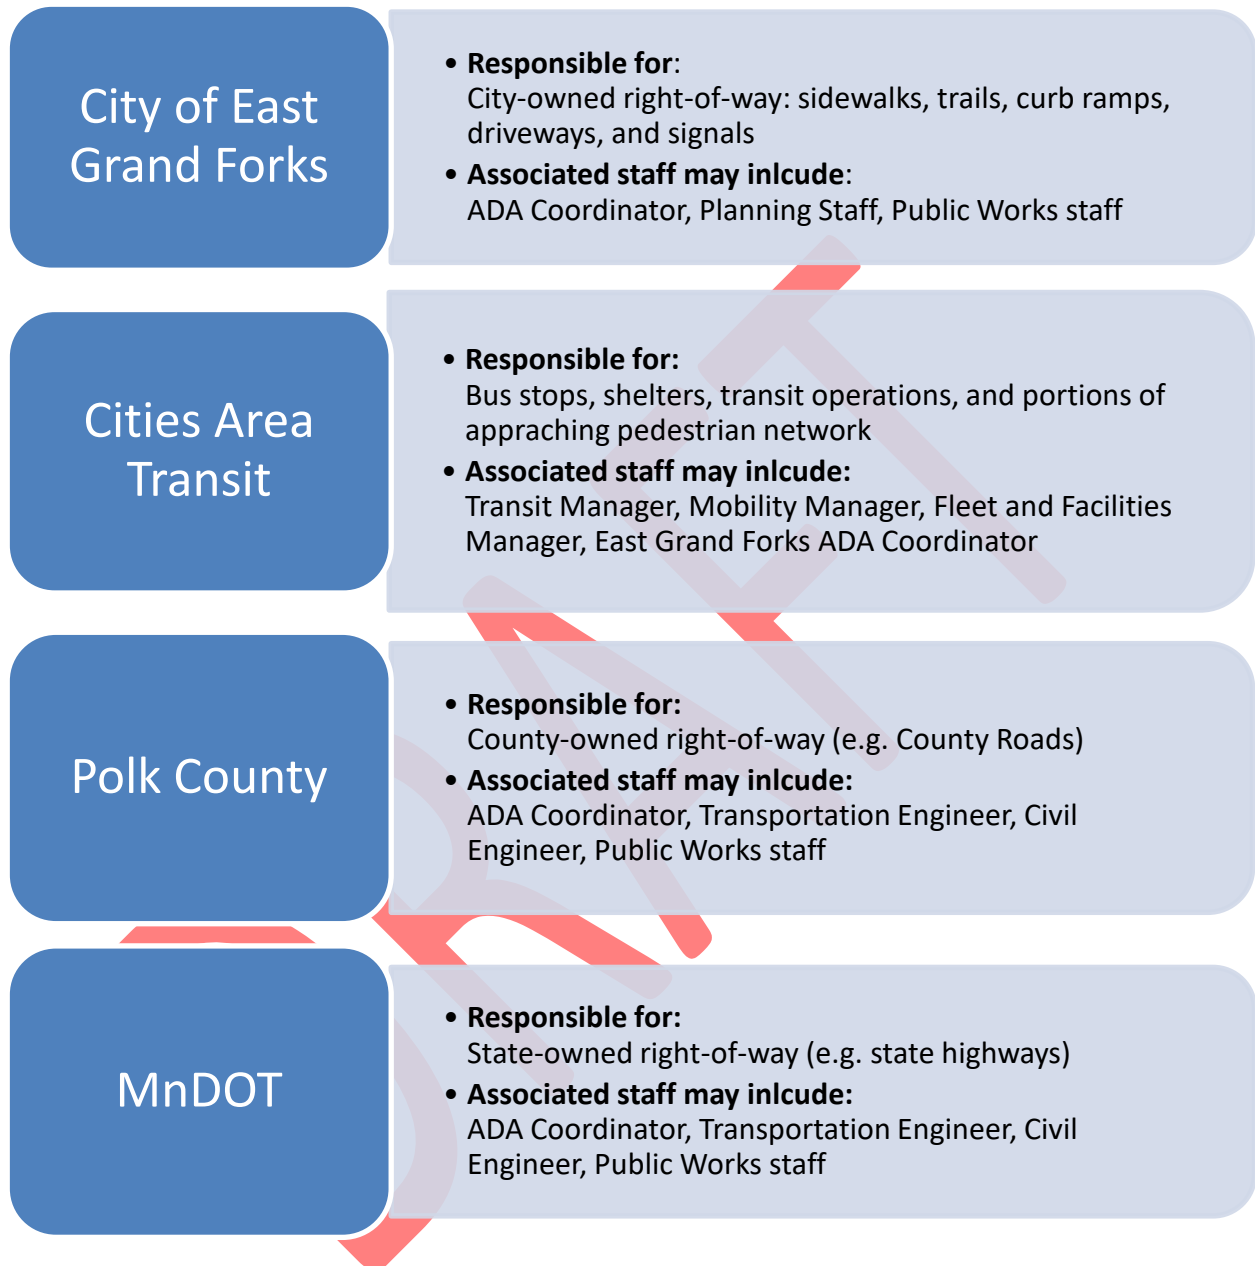 City of East
Grand Forks
• Responsible for:
City-owned right-of-way: sidewalks, trails, curb ramps,
driveways, and signals
• Associated staff may inlcude:
ADA Coordinator, Planning Staff, Public Works staff
Cities Area
Transit
• Responsible for:
Bus stops, shelters, transit operations, and portions of
appraching pedestrian network
• Associated staff may inlcude:
Transit Manager, Mobility Manager, Fleet and Facilities
Manager, East Grand Forks ADA Coordinator
Polk County
• Responsible for:
County-owned right-of-way (e.g. County Roads)
• Associated staff may inlcude:
ADA Coordinator, Transportation Engineer, Civil
Engineer, Public Works staff
MnDOT
• Responsible for:
State-owned right-of-way (e.g. state highways)
• Associated staff may inlcude:
ADA Coordinator, Transportation Engineer, Civil
Engineer, Public Works staff
DRAFT